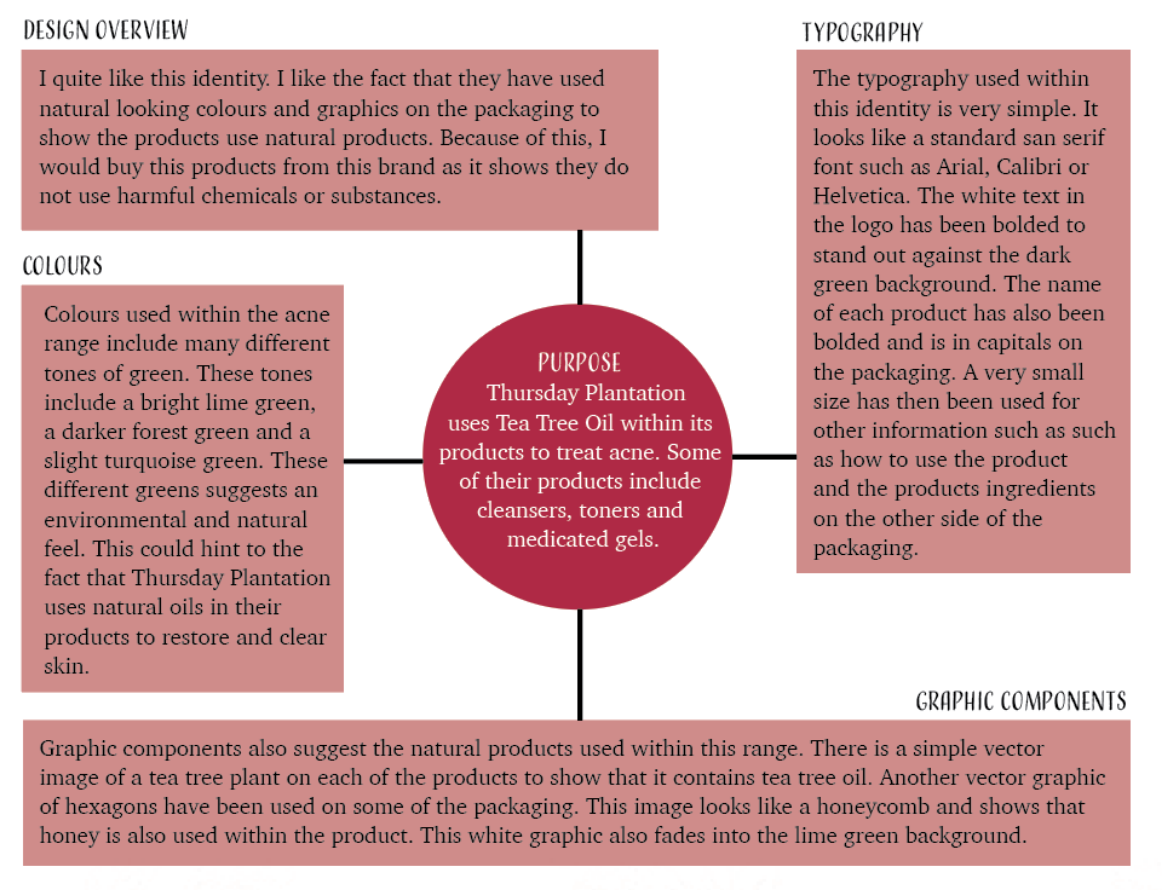 DESIGN OVERVIEW
I quite like this identity. I like the fact that they have used
natural looking colours and graphics on the packaging to
show the products use natural products. Because of this, I
would buy this products from this brand as it shows they do
not use harmful chemicals or substances.
TYPOGRAPHY
The typography used within
this identity is very simple. It
looks like a standard san serif
font such as Arial, Calibri or
Helvetica. The white text in
the logo has been bolded to
stand out against the dark
green background. The name
of each product has also been
bolded and is in capitals on
the packaging. A very small
size has then been used for
other information such as such
as how to use the product
and the products ingredients
on the other side of the
packaging.
COLOURS
Colours used within the acne
range include many different
tones of green. These tones
include a bright lime green,
a darker forest green and a
slight turquoise green. These
different greens suggests an
environmental and natural
feel. This could hint to the
fact that Thursday Plantation
uses natural oils in their
products to restore and clear
skin.
PURPOSE
Thursday Plantation
uses Tea Tree Oil within its
products to treat acne. Some
of their products include
cleansers, toners and
medicated gels.
GRAPHIC COMPONENTS
Graphic components also suggest the natural products used within this range. There is a simple vector
image of a tea tree plant on each of the products to show that it contains tea tree oil. Another vector graphic
of hexagons have been used on some of the packaging. This image looks like a honeycomb and shows that
honey is also used within the product. This white graphic also fades into the lime green background.